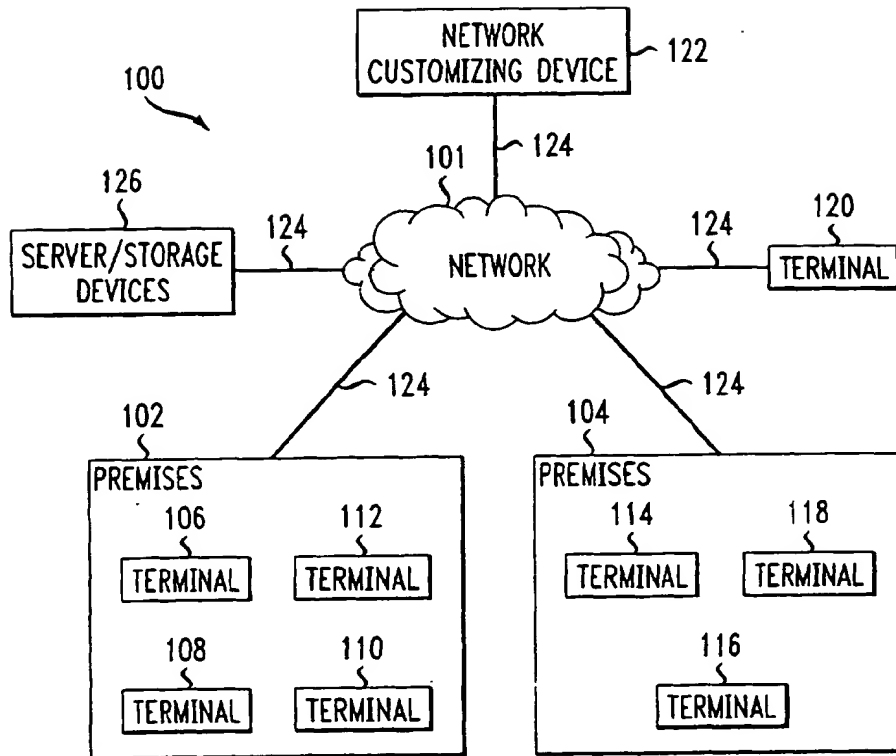 NETWORK
CUSTOMIZING DEVICE
122
100
124
101
126
124
124
120
SERVER/STORAGE
DEVICES
NETWORK
TERMINAL
124
124
102
104
PREMISES
PREMISES
106
112
114
118
TERMINAL
TERMINAL
TERMINAL
TERMINAL
108
110
116
TERMINAL
TERMINAL
TERMINAL